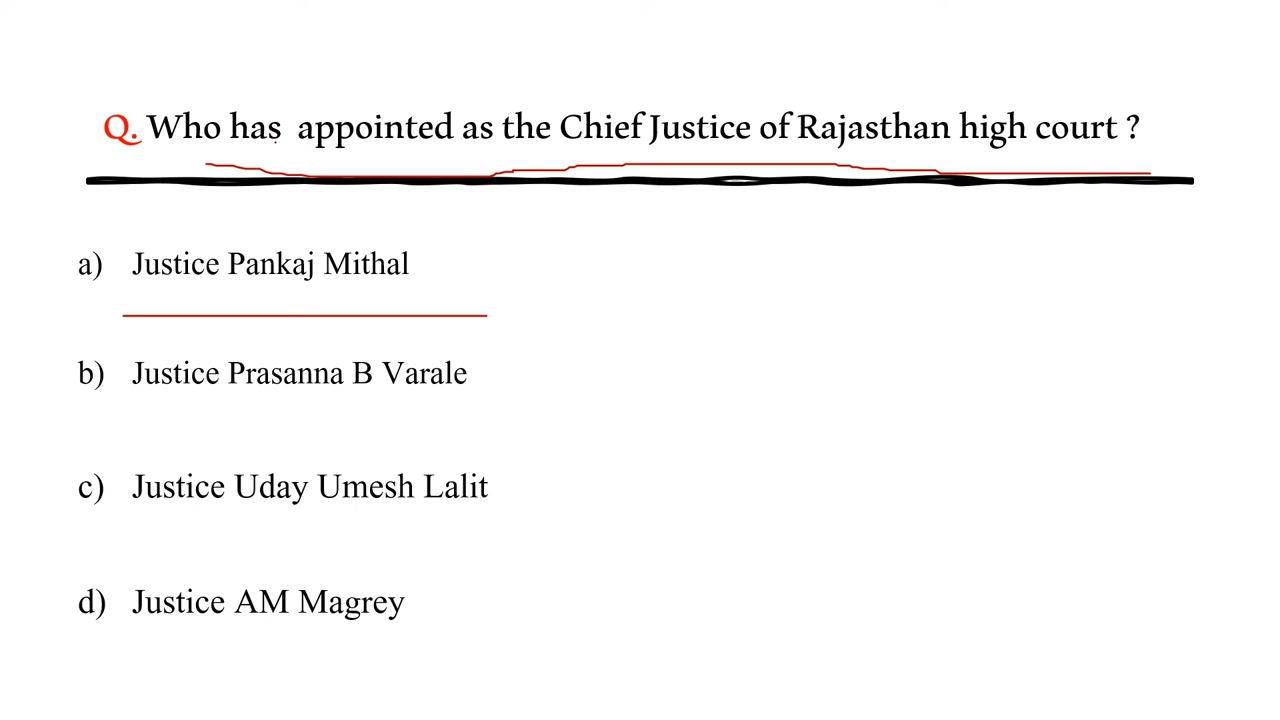 Q. Who has appointed as the Chief Justice of Rajasthan high court ?
a) Justice Pankaj Mithal
b) Justice Prasanna B Varale
c) Justice Uday Umesh Lalit
d) Justice AM Magrey